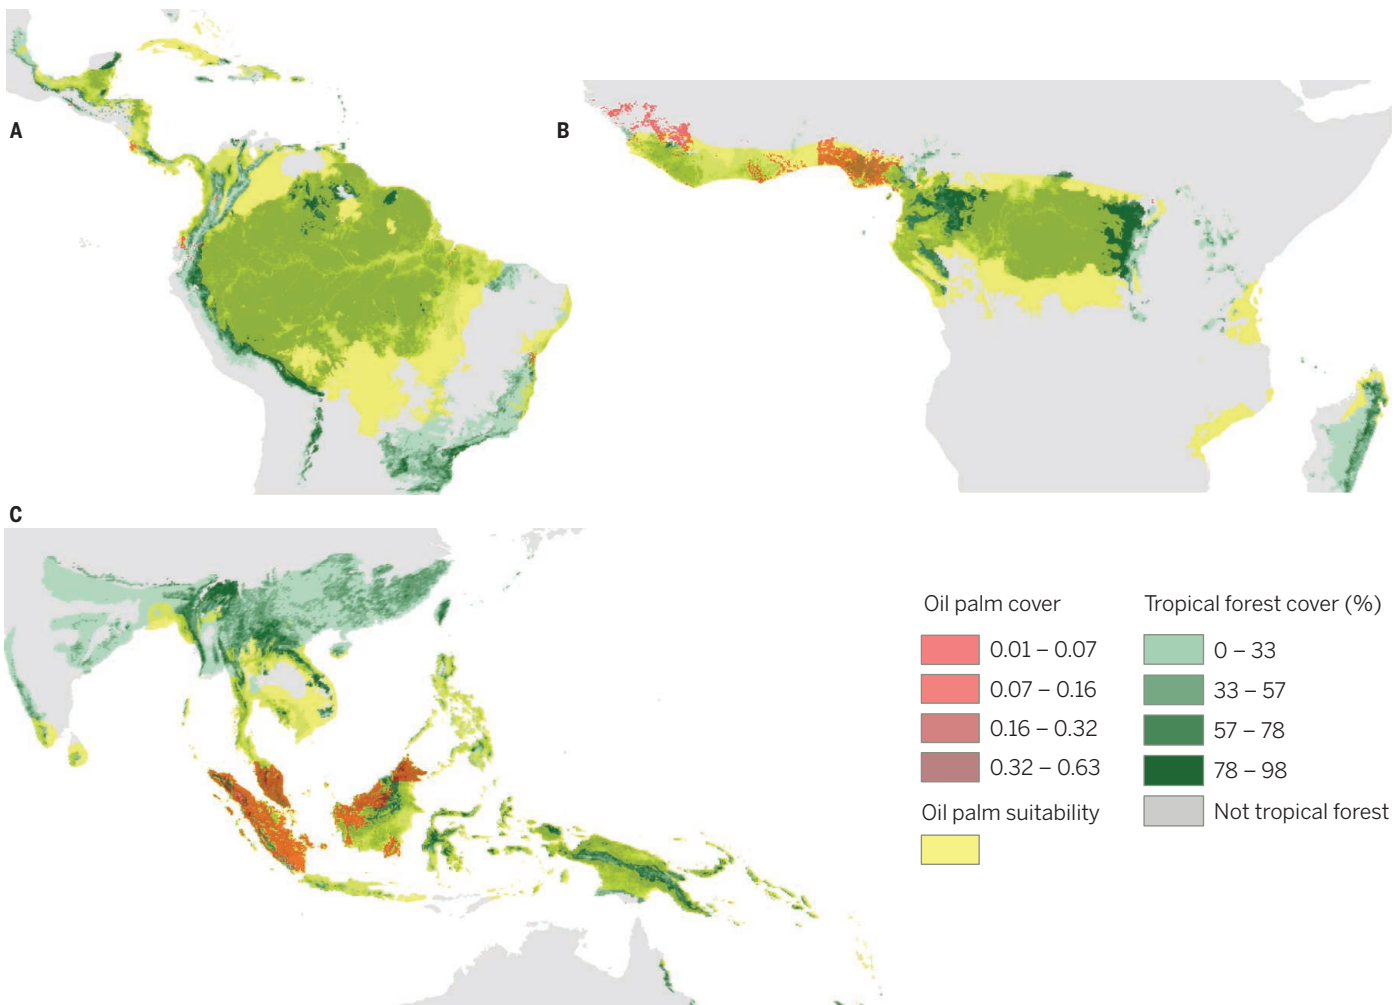 A
B
C
Oil palm cover
0.01 – 0.07
0.07 – 0.16
0.16 – 0.32
0.32 – 0.63
Oil palm suitability
Tropical forest cover (%)
0 – 33
33 – 57
57 – 78
78 – 98
Not tropical forest